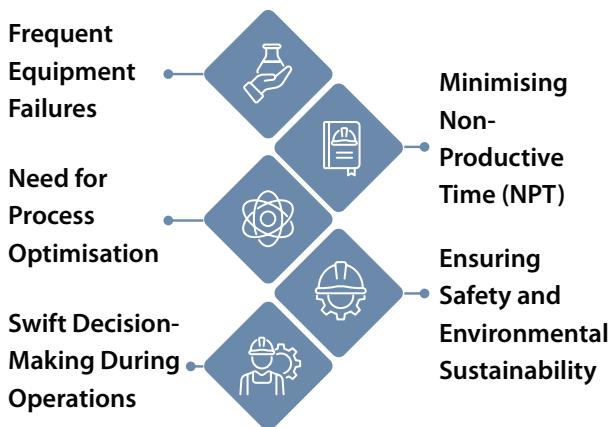 Frequent
Equipment
Failures
Minimising
Non-
Productive
Time (NPT)
Need for
Process
Optimisation
Ensuring
Safety and
Environmental
Sustainability
Swift Decision-
Making During
Operations